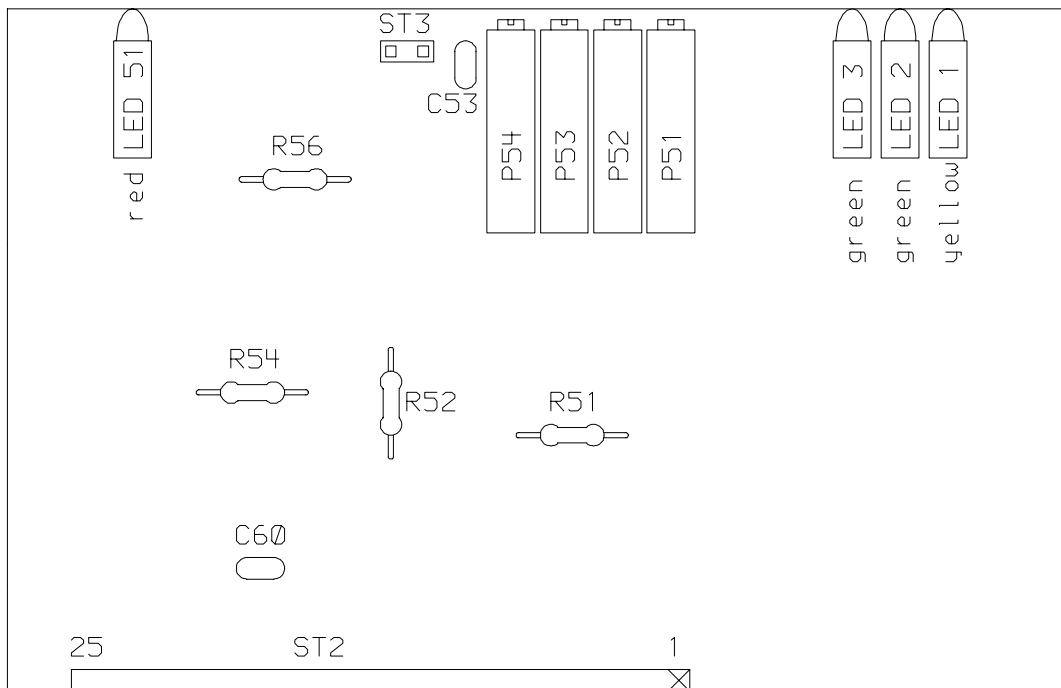 ST3
LED 51
C53
P54
P53
P52
P51
LED 3
LED 2
LED 1
R56
red
green
green
yellow
R54
R52
R51
C60
25
ST2
1